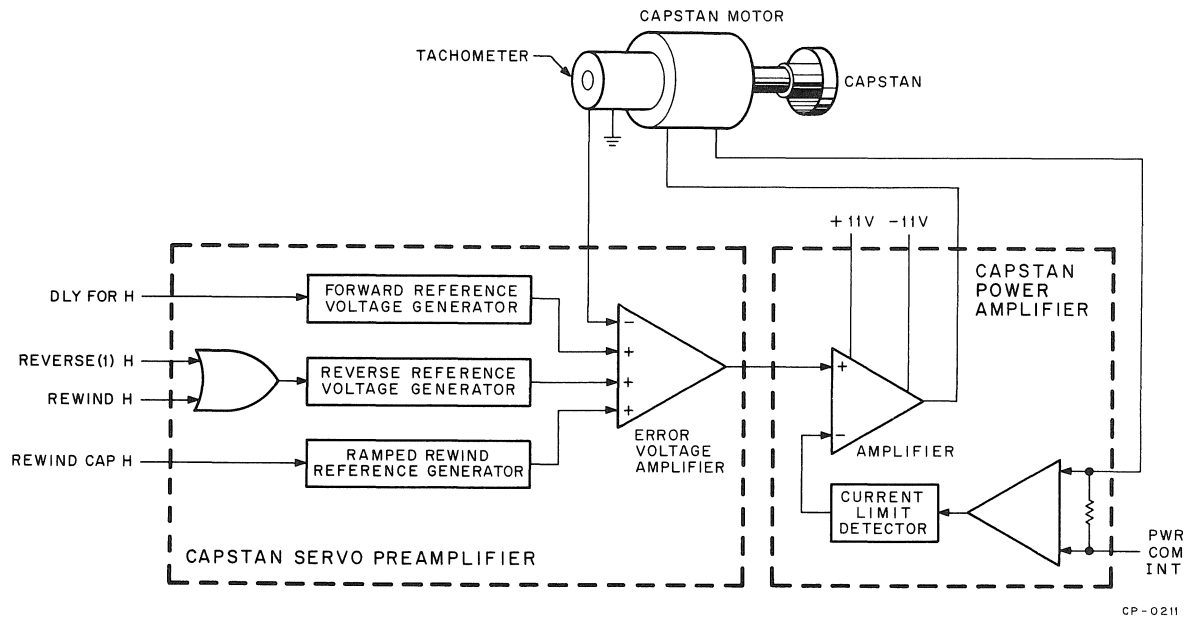 CAPSTAN MOTOR
TACHOMETER
CAPSTAN
+11V -11V
DLY FOR H
FORWARD REFERENCE
VOLTAGE GENERATOR
CAPSTAN
POWER
AMPLIFIER
REVERSE(1) H
REWIND H
REVERSE REFERENCE
VOLTAGE GENERATOR
-
+
+
+
+
-
ERROR
VOLTAGE
AMPLIFIER
AMPLIFIER
REWIND CAP H
RAMPED REWIND
REFERENCE GENERATOR
CURRENT
LIMIT
DETECTOR
PWR
COM
INT
CAPSTAN SERVO PREAMPLIFIER
CP-0211